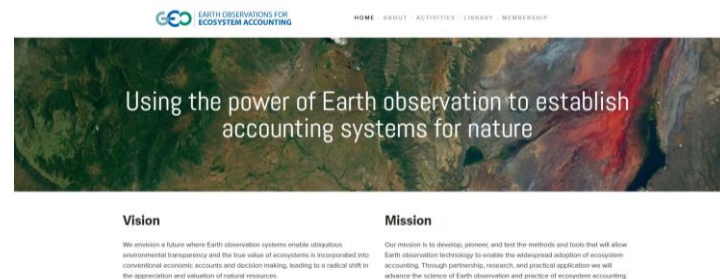 GEO EARTH OBSERVATIONS FOR
ECOSYSTEM ACCOUNTING
HOME ABOUT ACTIVITIES LIBRARY MEMBERSHIP
Using the power of Earth observation to establish
accounting systems for nature
Vision
We envision a future where Earth observation systems enable ubiquitous
environmental transparency and the true value of ecosystems is incorporated into
conventional economic accounts and decision making, leading to a radical shift in
the appreciation and valuation of natural resources.
Mission
Our mission is to develop, pioneer, and test the methods and tools that will allow
Earth observation technology to enable the widespread adoption of ecosystem
accounting. Through partnership, research, and practical application we will
advance the science of Earth observation and practice of ecosystem accounting.